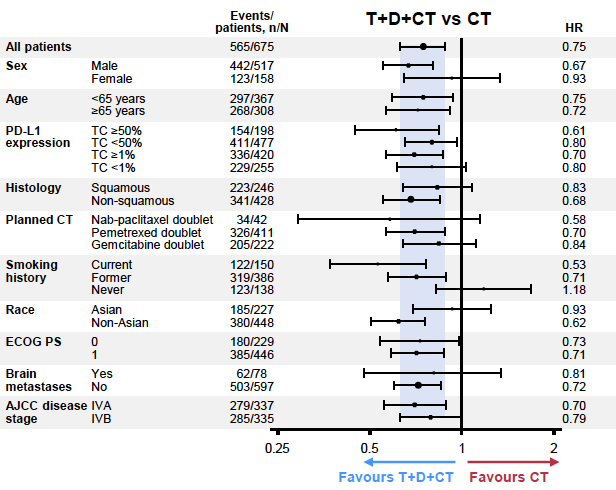 Events/
patients, n/N
T+D+CT vs CT
HR
All patients 565/675 0.75
Sex Male 442/517 0.67
Female 123/158 0.93
Age <65 years 297/367 0.75
≥65 years 268/308 0.72
PD-L1 TC ≥50% 154/198 0.61
expression TC <50% 411/477 0.80
TC ≥1% 336/420 0.70
TC <1% 229/255 0.80
Histology Squamous 223/246 0.83
Non-squamous 341/428 0.68
Planned CT Nab-paclitaxel doublet 34/42 0.58
Pemetrexed doublet 326/411 0.70
Gemcitabine doublet 205/222 0.84
Smoking Current 122/150 0.53
history Former 319/386 0.71
Never 123/138 1.18
Race Asian 185/227 0.93
Non-Asian 380/448 0.62
ECOG PS 0 180/229 0.73
1 385/446 0.71
Brain Yes 62/78 0.81
metastases No 503/597 0.72
AJCC disease IVA 279/337 0.70
stage IVB 285/335 0.79
0.25 0.5 1 2
Favours T+D+CT Favours CT